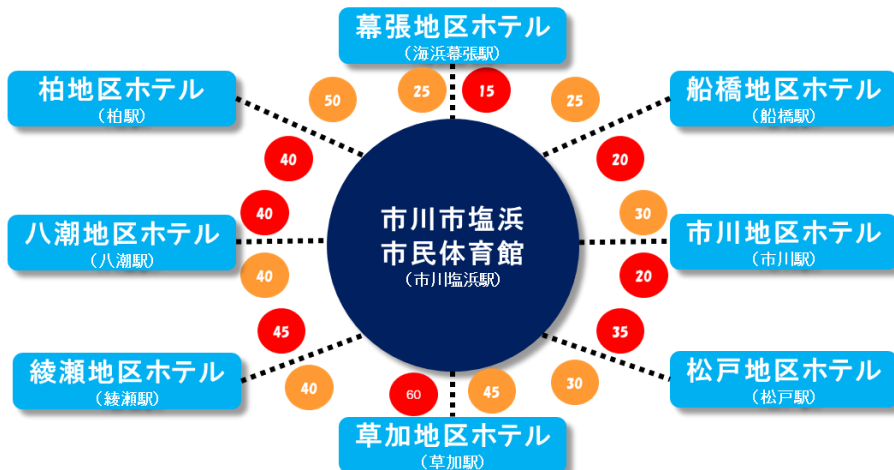 幕張地区ホテル
（海浜幕張駅）
50
25
15
25
柏地区ホテル
（柏駅）
船橋地区ホテル
（船橋駅）
40
20
40
30
八潮地区ホテル
（八潮駅）
市川市塩浜
市民体育館
（市川塩浜駅）
市川地区ホテル
（市川駅）
40
20
45
35
綾瀬地区ホテル
（綾瀬駅）
松戸地区ホテル
（松戸駅）
40
60
45
30
草加地区ホテル
（草加駅）